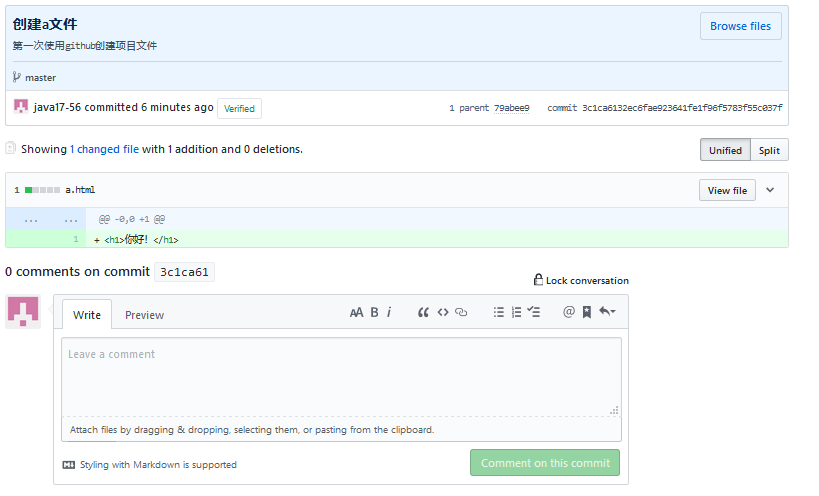 创建a文件
Browse files
第一次使用github创建项目文件
master
java17-56 committed 6 minutes ago Verified 1 parent 79abee9 commit 3c1ca6132ec6fae923641fe1f96f5783f55c037f
Showing 1 changed file with 1 addition and 0 deletions. Unified Split
1 a.html View file
... ... @@ -0,0 +1 @@
1 + <h1>你好！</h1>
0 comments on commit 3c1ca61
Lock conversation
Write Preview AA B i @
Leave a comment
Attach files by dragging & dropping, selecting them, or pasting from the clipboard.
Styling with Markdown is supported Comment on this commit